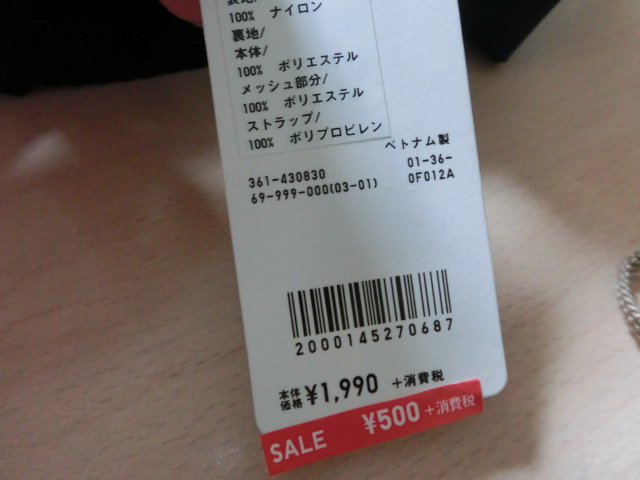 100% ナイロン
裏地/
本体/
100% ポリエステル
メッシュ部分/
100% ポリエステル
ストラップ/
100% ポリプロピレン
ベトナム製
361-430830 01-36-
69-999-000(03-01) 0F012A
2000145270687
本体価格 ¥1,990 +消費税
SALE ¥500 +消費税